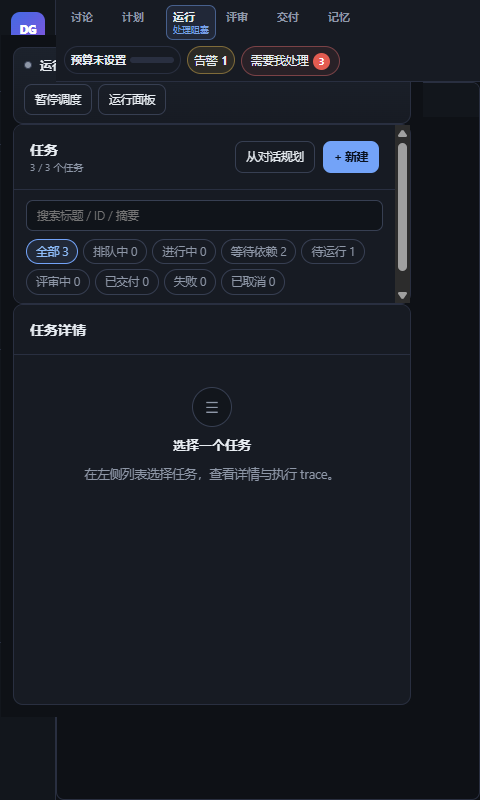 DG
讨论 计划 运行 评审 交付 记忆
处理阻塞
预算未设置 告警 1 需要我处理 3
运行
暂停调度 运行面板
任务
3 / 3 个任务
从对话规划 + 新建
搜索标题 / ID / 摘要
全部 3 排队中 0 进行中 0 等待依赖 2 待运行 1
评审中 0 已交付 0 失败 0 已取消 0
任务详情
选择一个任务
在左侧列表选择任务，查看详情与执行 trace。